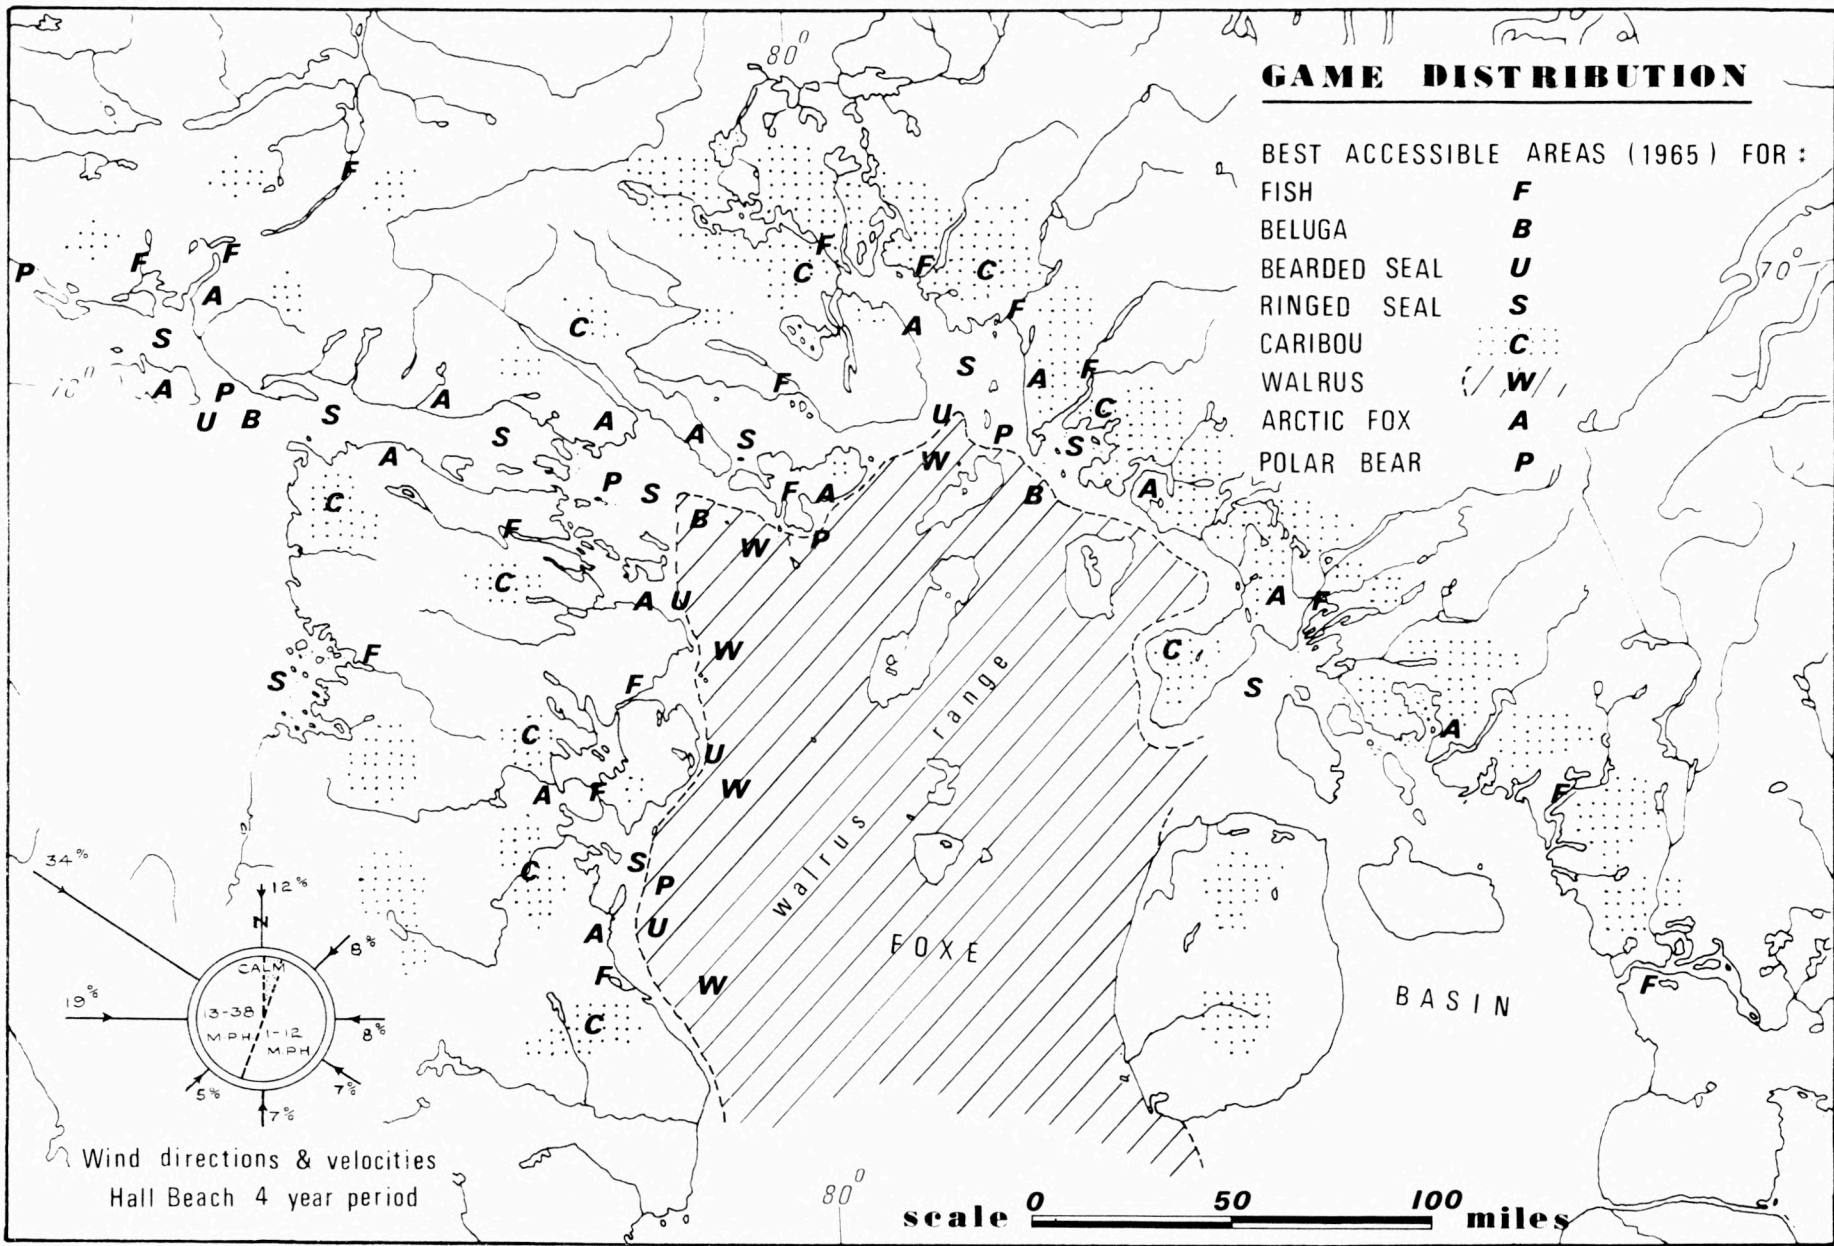 80°
GAME DISTRIBUTION
BEST ACCESSIBLE AREAS (1965) FOR :
FISH F
BELUGA B
BEARDED SEAL U
RINGED SEAL S
CARIBOU C
WALRUS W
ARCTIC FOX A
POLAR BEAR P
F
F F F
P F C F C 70°
A
F
S C A
S
70° A P A F A F
U B S A U C
S A S P S
A W
P S F A B A
C B
F W P
C A U A F
F W C
S F S
C U A
A F W F
C S
P
A U
F W F
C
walrus range
FOXE
BASIN
34%
12%
N
8%
CALM
19%
13-38
M.P.H.
1-12
M.P.H
8%
5%
7%
7%
Wind directions & velocities
Hall Beach 4 year period
80°
0 50 100
scale miles